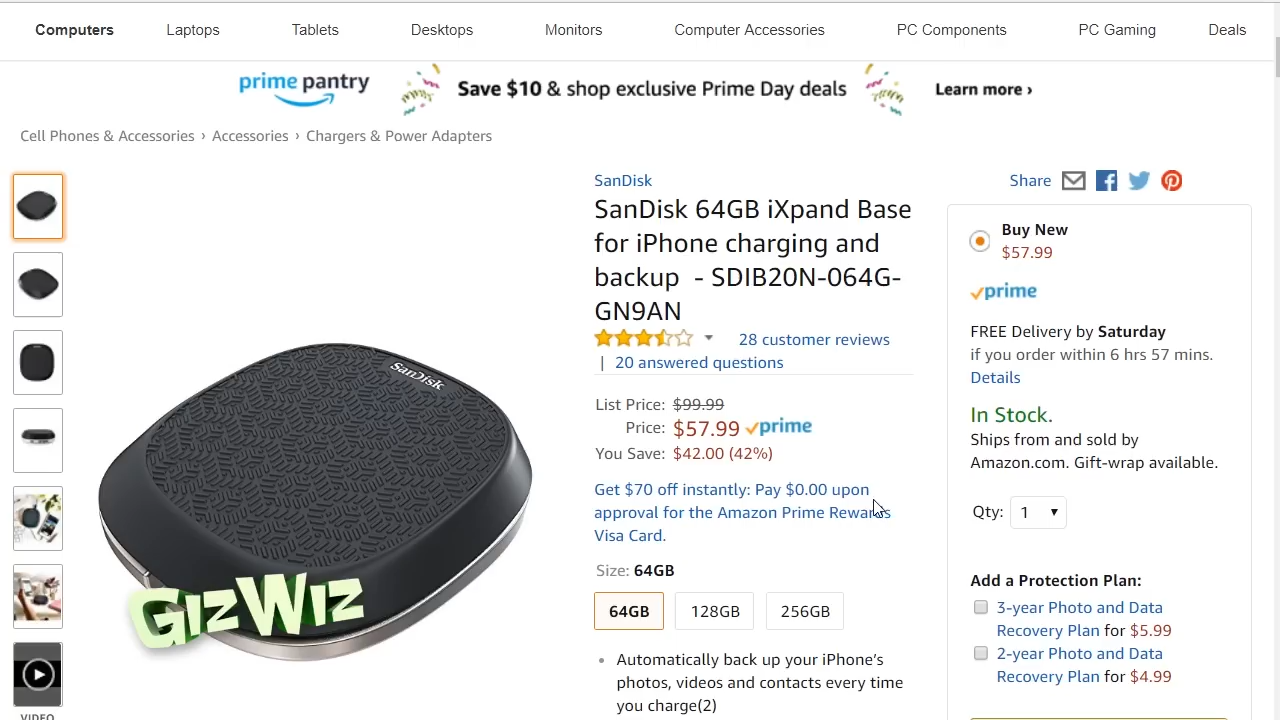 Computers Laptops Tablets Desktops Monitors Computer Accessories PC Components PC Gaming Deals
prime pantry Save $10 & shop exclusive Prime Day deals Learn more ›
Cell Phones & Accessories › Accessories › Chargers & Power Adapters
SanDisk
SanDisk 64GB iXpand Base
for iPhone charging and
backup - SDIB20N-064G-
GN9AN
28 customer reviews
| 20 answered questions
List Price: $99.99
Price: $57.99 prime
You Save: $42.00 (42%)
Get $70 off instantly: Pay $0.00 upon
approval for the Amazon Prime Rewards
Visa Card.
Size: 64GB
64GB 128GB 256GB
• Automatically back up your iPhone’s
photos, videos and contacts every time
you charge(2)
Share
Buy New
$57.99
prime
FREE Delivery by Saturday
if you order within 6 hrs 57 mins.
Details
In Stock.
Ships from and sold by
Amazon.com. Gift-wrap available.
Qty: 1
Add a Protection Plan:
3-year Photo and Data
Recovery Plan for $5.99
2-year Photo and Data
Recovery Plan for $4.99
SanDisk
GizWiz
VIDEO